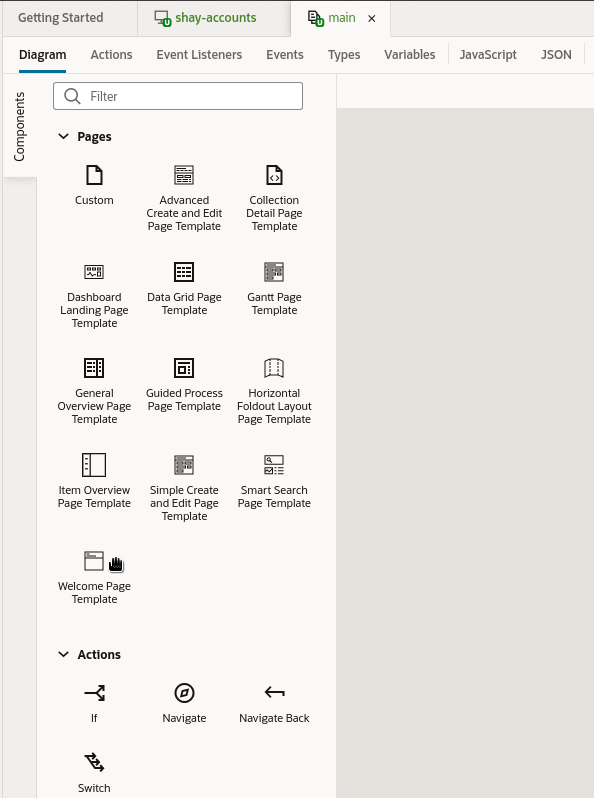 Getting Started
shay-accounts
main
Diagram
Actions
Event Listeners
Events
Types
Variables
JavaScript
JSON
Components
Filter
Pages
Custom
Advanced
Create and Edit
Page Template
Collection
Detail Page
Template
Dashboard
Landing Page
Template
Data Grid Page
Template
Gantt Page
Template
General
Overview Page
Template
Guided Process
Page Template
Horizontal
Foldout Layout
Page Template
Item Overview
Page Template
Simple Create
and Edit Page
Template
Smart Search
Page Template
Welcome Page
Template
Actions
If
Navigate
Navigate Back
Switch